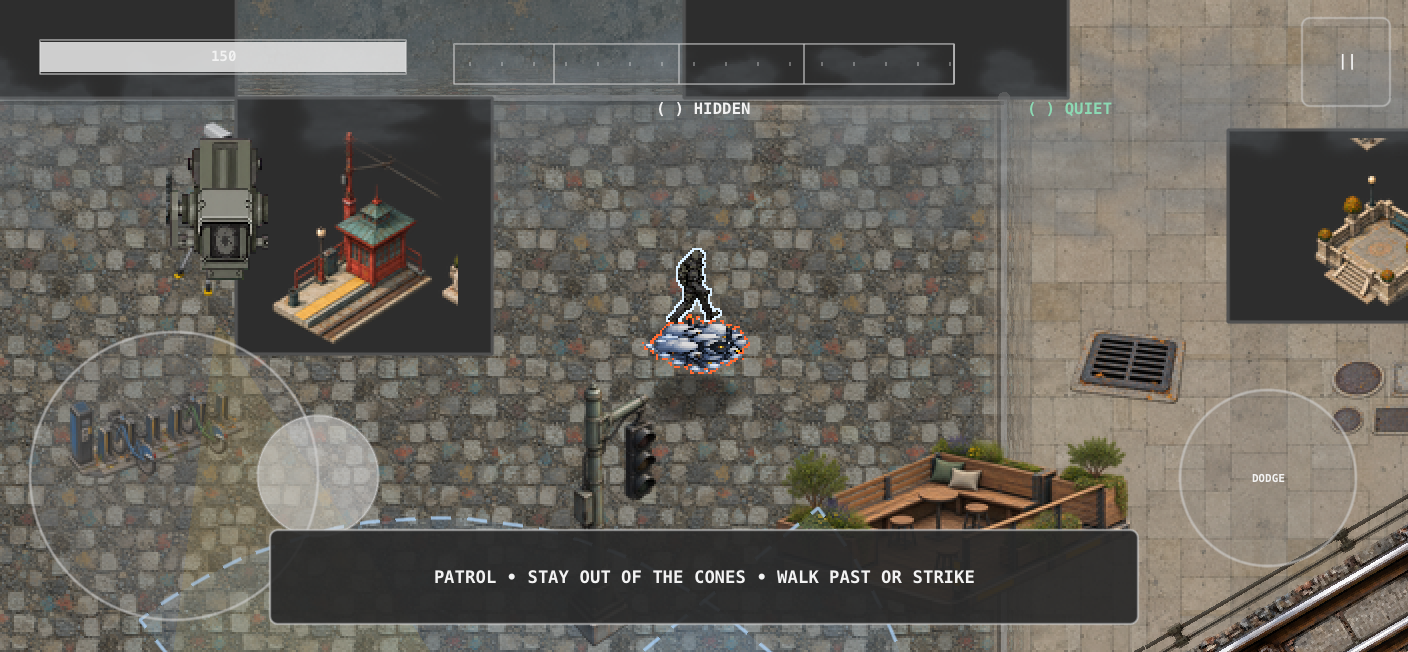 150
||
( ) HIDDEN
( ) QUIET
DODGE
PATROL • STAY OUT OF THE CONES • WALK PAST OR STRIKE